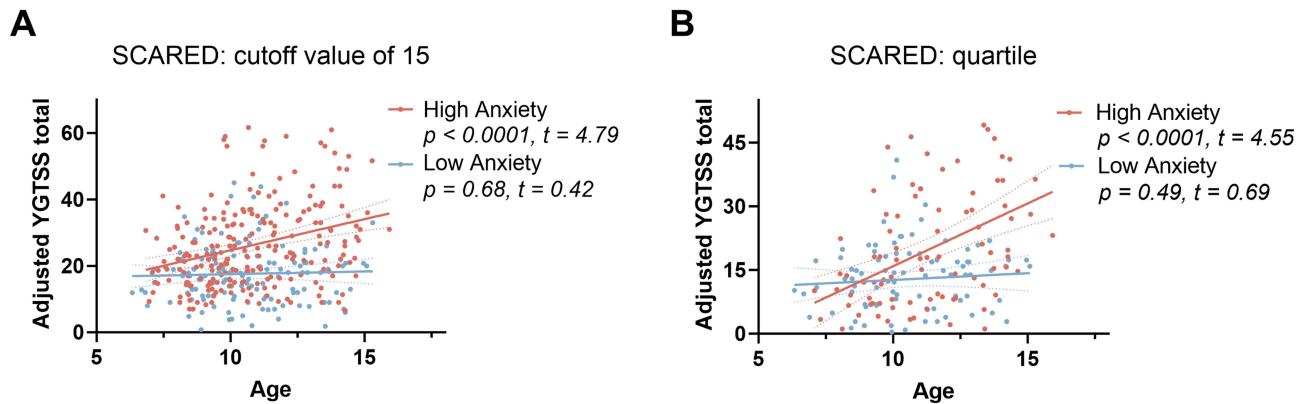 A
SCARED: cutoff value of 15
Adjusted YGTSS total
60
40
20
0
5
10
15
Age
High Anxiety
p < 0.0001, t = 4.79
Low Anxiety
p = 0.68, t = 0.42
B
SCARED: quartile
Adjusted YGTSS total
45
30
15
0
5
10
15
Age
High Anxiety
p < 0.0001, t = 4.55
Low Anxiety
p = 0.49, t = 0.69